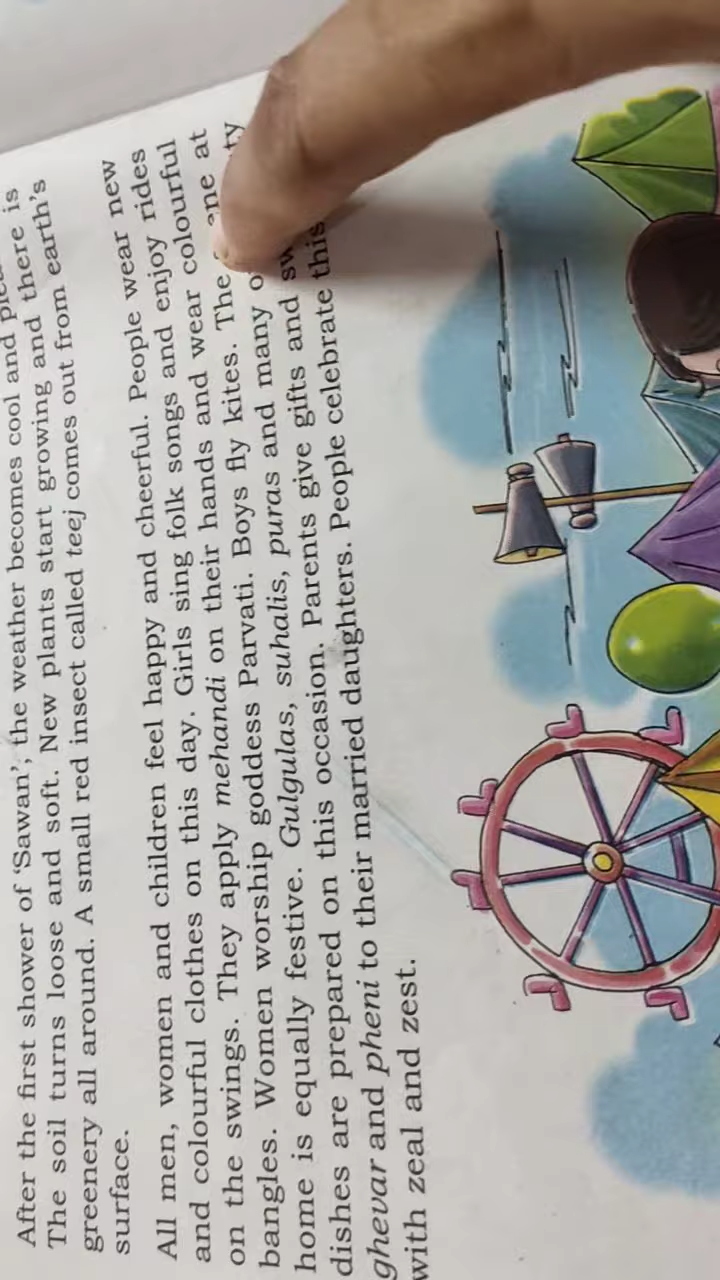 After the first shower of ‘Sawan’, the weather becomes cool and
The soil turns loose and soft. New plants start growing and there is
greenery all around. A small red insect called teej comes out from earth’s
surface.
All men, women and children feel happy and cheerful. People wear new
and colourful clothes on this day. Girls sing folk songs and enjoy rides
on the swings. They apply mehandi on their hands and wear colourful
bangles. Women worship goddess Parvati. Boys fly kites. The at
home is equally festive. Gulgulas, suhalis, puras and many
dishes are prepared on this occasion. Parents give gifts and
ghevar and pheni to their married daughters. People celebrate this
with zeal and zest.